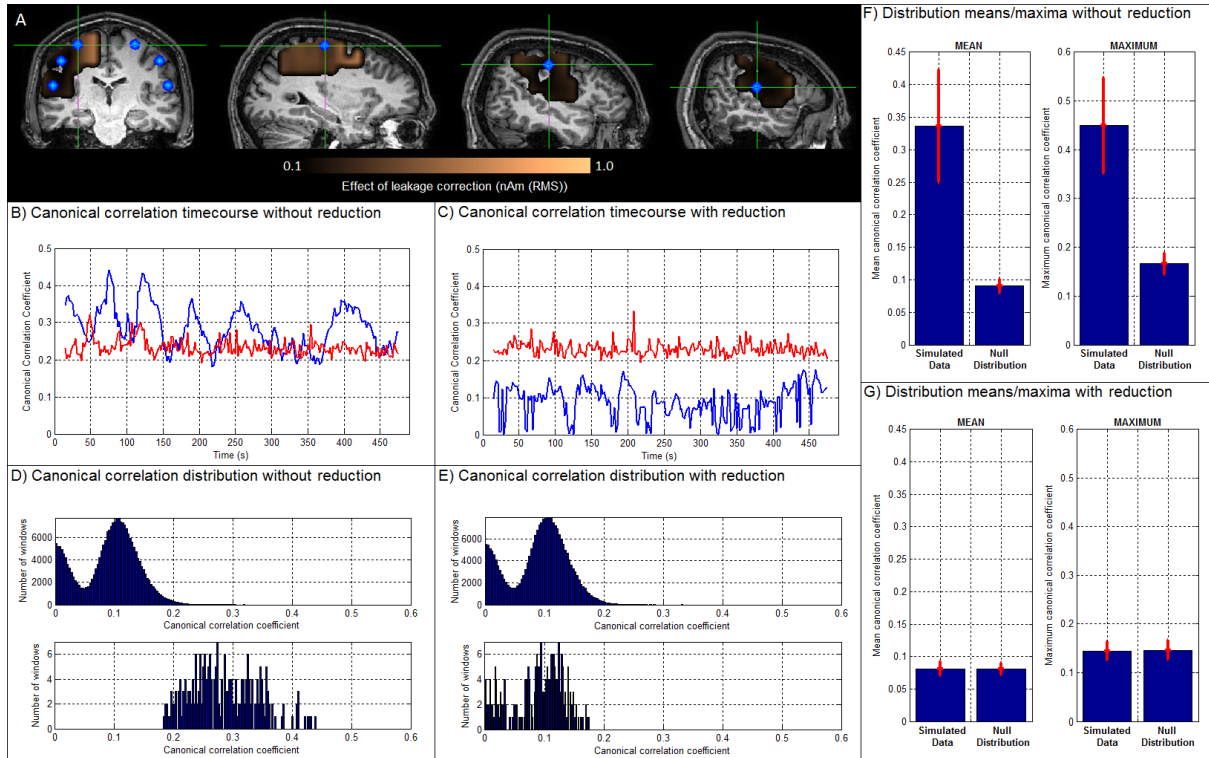 A
0.1 1.0
Effect of leakage correction (nAm (RMS))
B) Canonical correlation timecourse without reduction
Canonical Correlation Coefficient
0.5
0.4
0.3
0.2
0.1
0
0 50 100 150 200 250 300 350 400 450
Time (s)
C) Canonical correlation timecourse with reduction
Canonical Correlation Coefficient
0.5
0.4
0.3
0.2
0.1
0
0 50 100 150 200 250 300 350 400 450
Time (s)
D) Canonical correlation distribution without reduction
Number of windows
6000
4000
2000
0
0 0.1 0.2 0.3 0.4 0.5 0.6
Canonical correlation coefficient
Number of windows
6
4
2
0
0 0.1 0.2 0.3 0.4 0.5 0.6
Canonical correlation coefficient
E) Canonical correlation distribution with reduction
Number of windows
6000
4000
2000
0
0 0.1 0.2 0.3 0.4 0.5 0.6
Canonical correlation coefficient
Number of windows
6
4
2
0
0 0.1 0.2 0.3 0.4 0.5 0.6
Canonical correlation coefficient
F) Distribution means/maxima without reduction
MEAN
Mean canonical correlation coefficient
0.45
0.4
0.35
0.3
0.25
0.2
0.15
0.1
0.05
0
Simulated Null
Data Distribution
MAXIMUM
Maximum canonical correlation coefficient
0.6
0.5
0.4
0.3
0.2
0.1
0
Simulated Null
Data Distribution
G) Distribution means/maxima with reduction
MEAN
Mean canonical correlation coefficient
0.45
0.4
0.35
0.3
0.25
0.2
0.15
0.1
0.05
0
Simulated Null
Data Distribution
MAXIMUM
Maximum canonical correlation coefficient
0.6
0.5
0.4
0.3
0.2
0.1
0
Simulated Null
Data Distribution